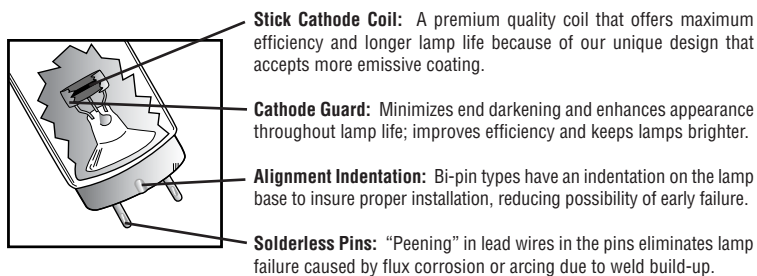 Stick Cathode Coil: A premium quality coil that offers maximum
efficiency and longer lamp life because of our unique design that
accepts more emissive coating.
Cathode Guard: Minimizes end darkening and enhances appearance
throughout lamp life; improves efficiency and keeps lamps brighter.
Alignment Indentation: Bi-pin types have an indentation on the lamp
base to insure proper installation, reducing possibility of early failure.
Solderless Pins: “Peening” in lead wires in the pins eliminates lamp
failure caused by flux corrosion or arcing due to weld build-up.